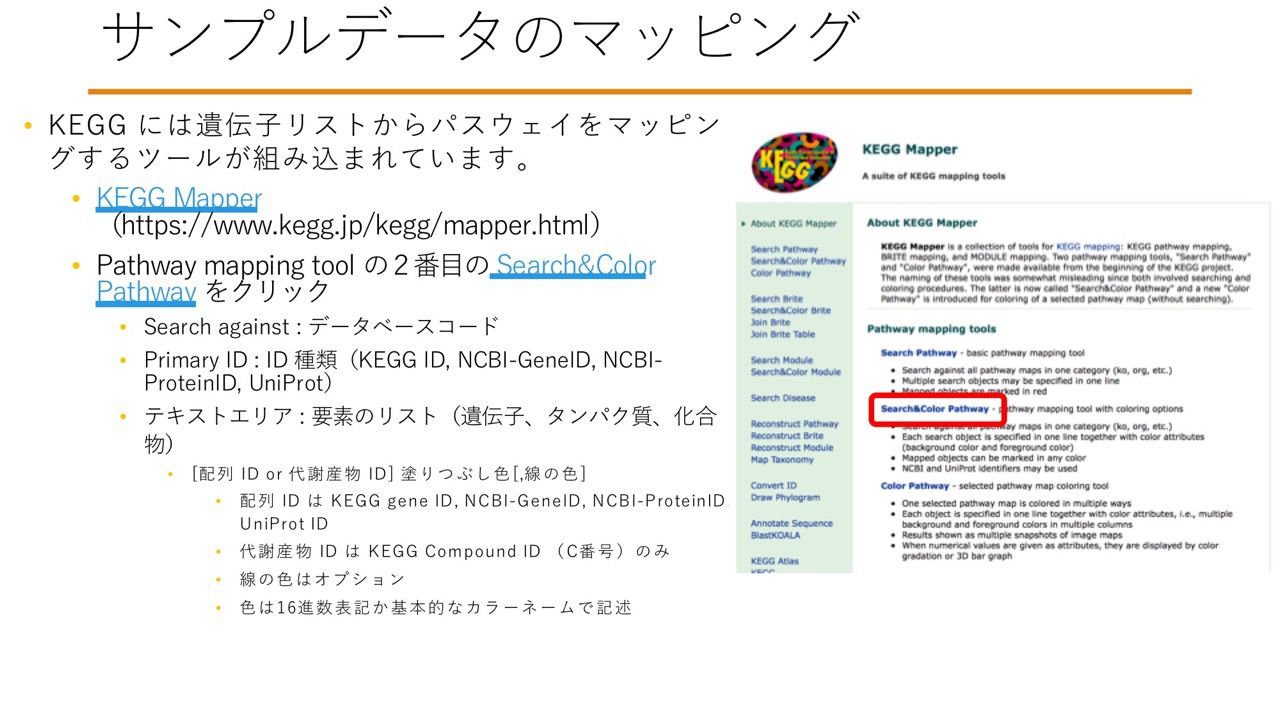 サンプルデータのマッピング
• KEGG には遺伝子リストからパスウェイをマッピン
グするツールが組み込まれています。
• KEGG Mapper
（https://www.kegg.jp/kegg/mapper.html）
• Pathway mapping tool の２番目の Search&Color
Pathway をクリック
• Search against : データベースコード
• Primary ID : ID 種類（KEGG ID, NCBI-GeneID, NCBI-
ProteinID, UniProt）
• テキストエリア : 要素のリスト（遺伝子、タンパク質、化合
物）
• [配列 ID or 代謝産物 ID] 塗りつぶし色[,線の色]
• 配列 ID は KEGG gene ID, NCBI-GeneID, NCBI-ProteinID,
UniProt ID
• 代謝産物 ID は KEGG Compound ID （C番号）のみ
• 線の色はオプション
• 色は16進数表記か基本的なカラーネームで記述
KEGG
KEGG Mapper
A suite of KEGG mapping tools
About KEGG Mapper
Search Pathway
Search&Color Pathway
Color Pathway
Search Brite
Search&Color Brite
Join Brite
Join Brite Table
Search Module
Search&Color Module
Search Disease
Reconstruct Pathway
Reconstruct Brite
Reconstruct Module
Map Taxonomy
Convert ID
Draw Phylogram
Annotate Sequence
BlastKOALA
KEGG Atlas
KEGG
About KEGG Mapper
KEGG Mapper is a collection of tools for KEGG mapping: KEGG pathway mapping,
BRITE mapping, and MODULE mapping. Two pathway mapping tools, "Search Pathway"
and "Color Pathway", were made available from the beginning of the KEGG project.
The naming of these tools was somewhat misleading since both involved searching and
coloring procedures. The latter is now called "Search&Color Pathway" and a new "Color
Pathway" is introduced for coloring of a selected pathway map (without searching).
Pathway mapping tools
Search Pathway - basic pathway mapping tool
• Search against all pathway maps in one category (ko, org, etc.)
• Multiple search objects may be specified in one line
• Mapped objects are marked in red
Search&Color Pathway - pathway mapping tool with coloring options
• Search against all pathway maps in one category (ko, org, etc.)
• Each search object is specified in one line together with color attributes
(background color and foreground color)
• Mapped objects can be marked in any color
• NCBI and UniProt identifiers may be used
Color Pathway - selected pathway map coloring tool
• One selected pathway map is colored in multiple ways
• Each object is specified in one line together with color attributes, i.e., multiple
background and foreground colors in multiple columns
• Results shown as multiple snapshots of image maps
• When numerical values are given as attributes, they are displayed by color
gradation or 3D bar graph